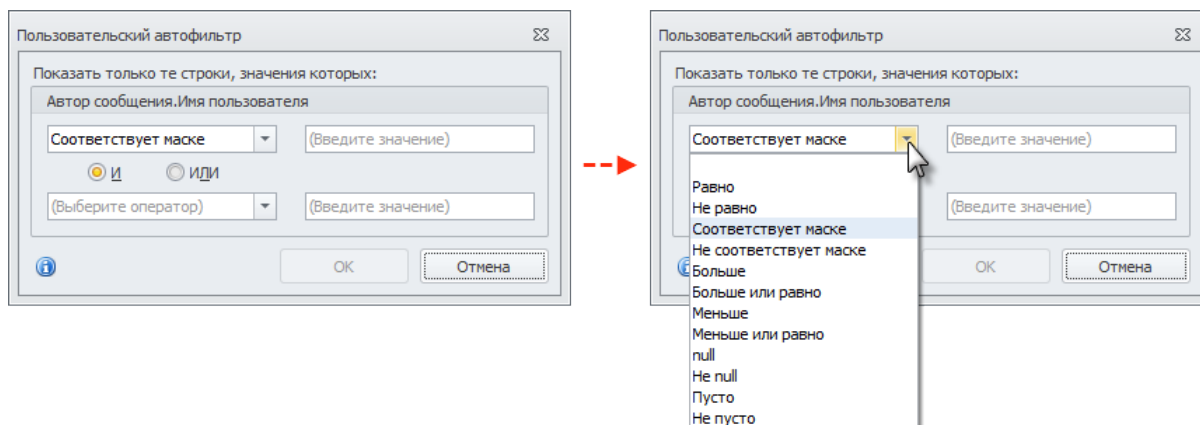 Пользовательский автофильтр
Показать только те строки, значения которых:
Автор сообщения.Имя пользователя
Соответствует маске
(Введите значение)
И
ИЛИ
(Выберите оператор)
(Введите значение)
OK
Отмена
Пользовательский автофильтр
Показать только те строки, значения которых:
Автор сообщения.Имя пользователя
Соответствует маске
(Введите значение)
Равно
Не равно
(Введите значение)
Соответствует маске
Не соответствует маске
Больше
OK
Отмена
Больше или равно
Меньше
Меньше или равно
null
Не null
Пусто
Не пусто